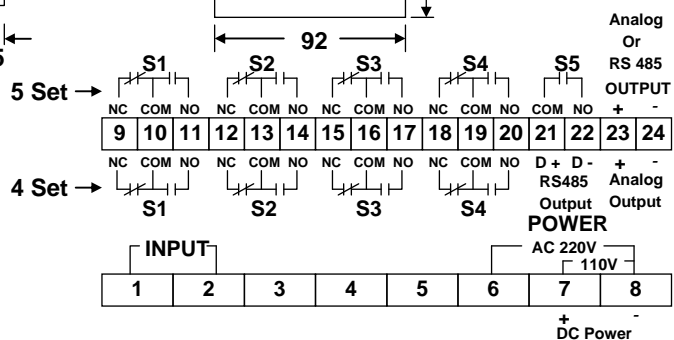 92
5
Analog
Or
RS 485
OUTPUT
S1 S2 S3 S4 S5
5 Set
NC COM NO NC COM NO NC COM NO NC COM NO COM NO + -
9 10 11 12 13 14 15 16 17 18 19 20 21 22 23 24
NC COM NO NC COM NO NC COM NO NC COM NO D + D - + -
4 Set
S1 S2 S3 S4
RS485
Output
Analog
Output
POWER
INPUT
AC 220V
110V
1 2 3 4 5 6 7 8
+ -
DC Power